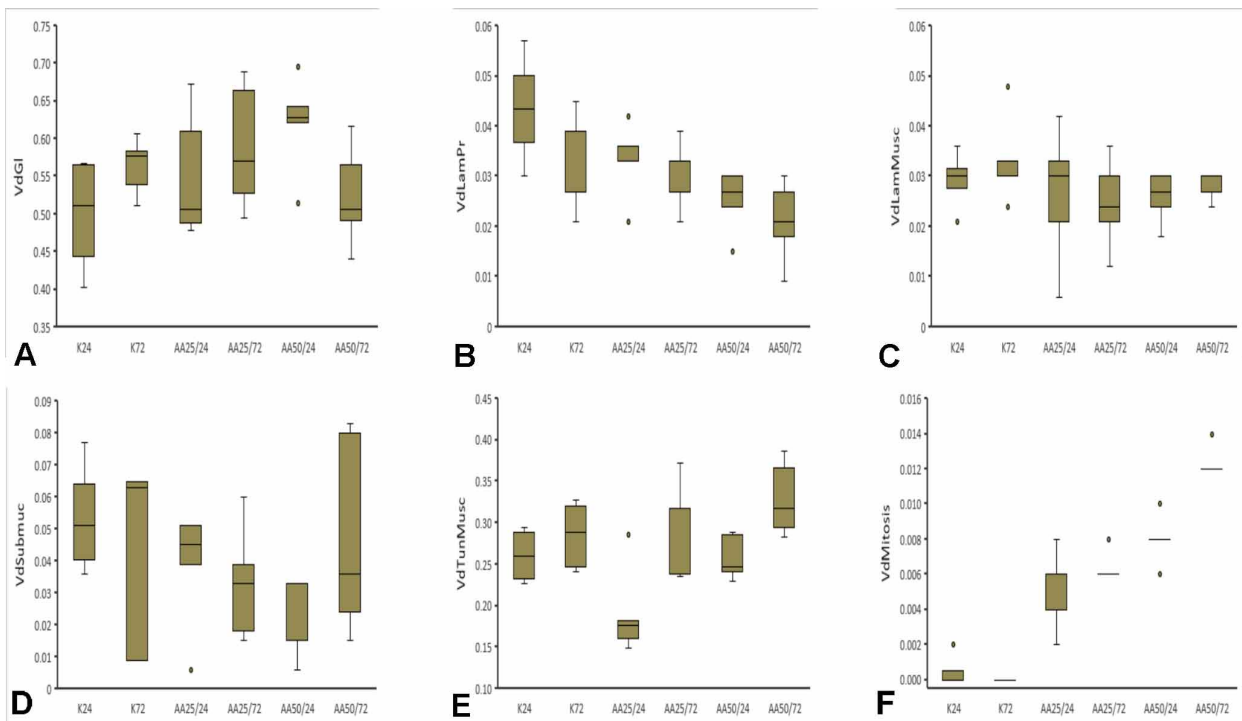 0.75
0.70
0.65
0.60
0.55
0.50
0.45
0.40
0.35
VdGl
K24 K72 AA25/24 AA25/72 AA50/24 AA50/72
A
0.06
0.05
0.04
0.03
0.02
0.01
0
VdLamPr
K24 K72 AA25/24 AA25/72 AA50/24 AA50/72
B
0.06
0.05
0.04
0.03
0.02
0.01
0
VdLamMusc
K24 K72 AA25/24 AA25/72 AA50/24 AA50/72
C
0.09
0.08
0.07
0.06
0.05
0.04
0.03
0.02
0.01
0
VdSubmuc
K24 K72 AA25/24 AA25/72 AA50/24 AA50/72
D
0.45
0.40
0.35
0.30
0.25
0.20
0.15
0.10
VdTunMusc
K24 K72 AA25/24 AA25/72 AA50/24 AA50/72
E
0.016
0.014
0.012
0.010
0.008
0.006
0.004
0.002
0.000
VdMitosis
K24 K72 AA25/24 AA25/72 AA50/24 AA50/72
F